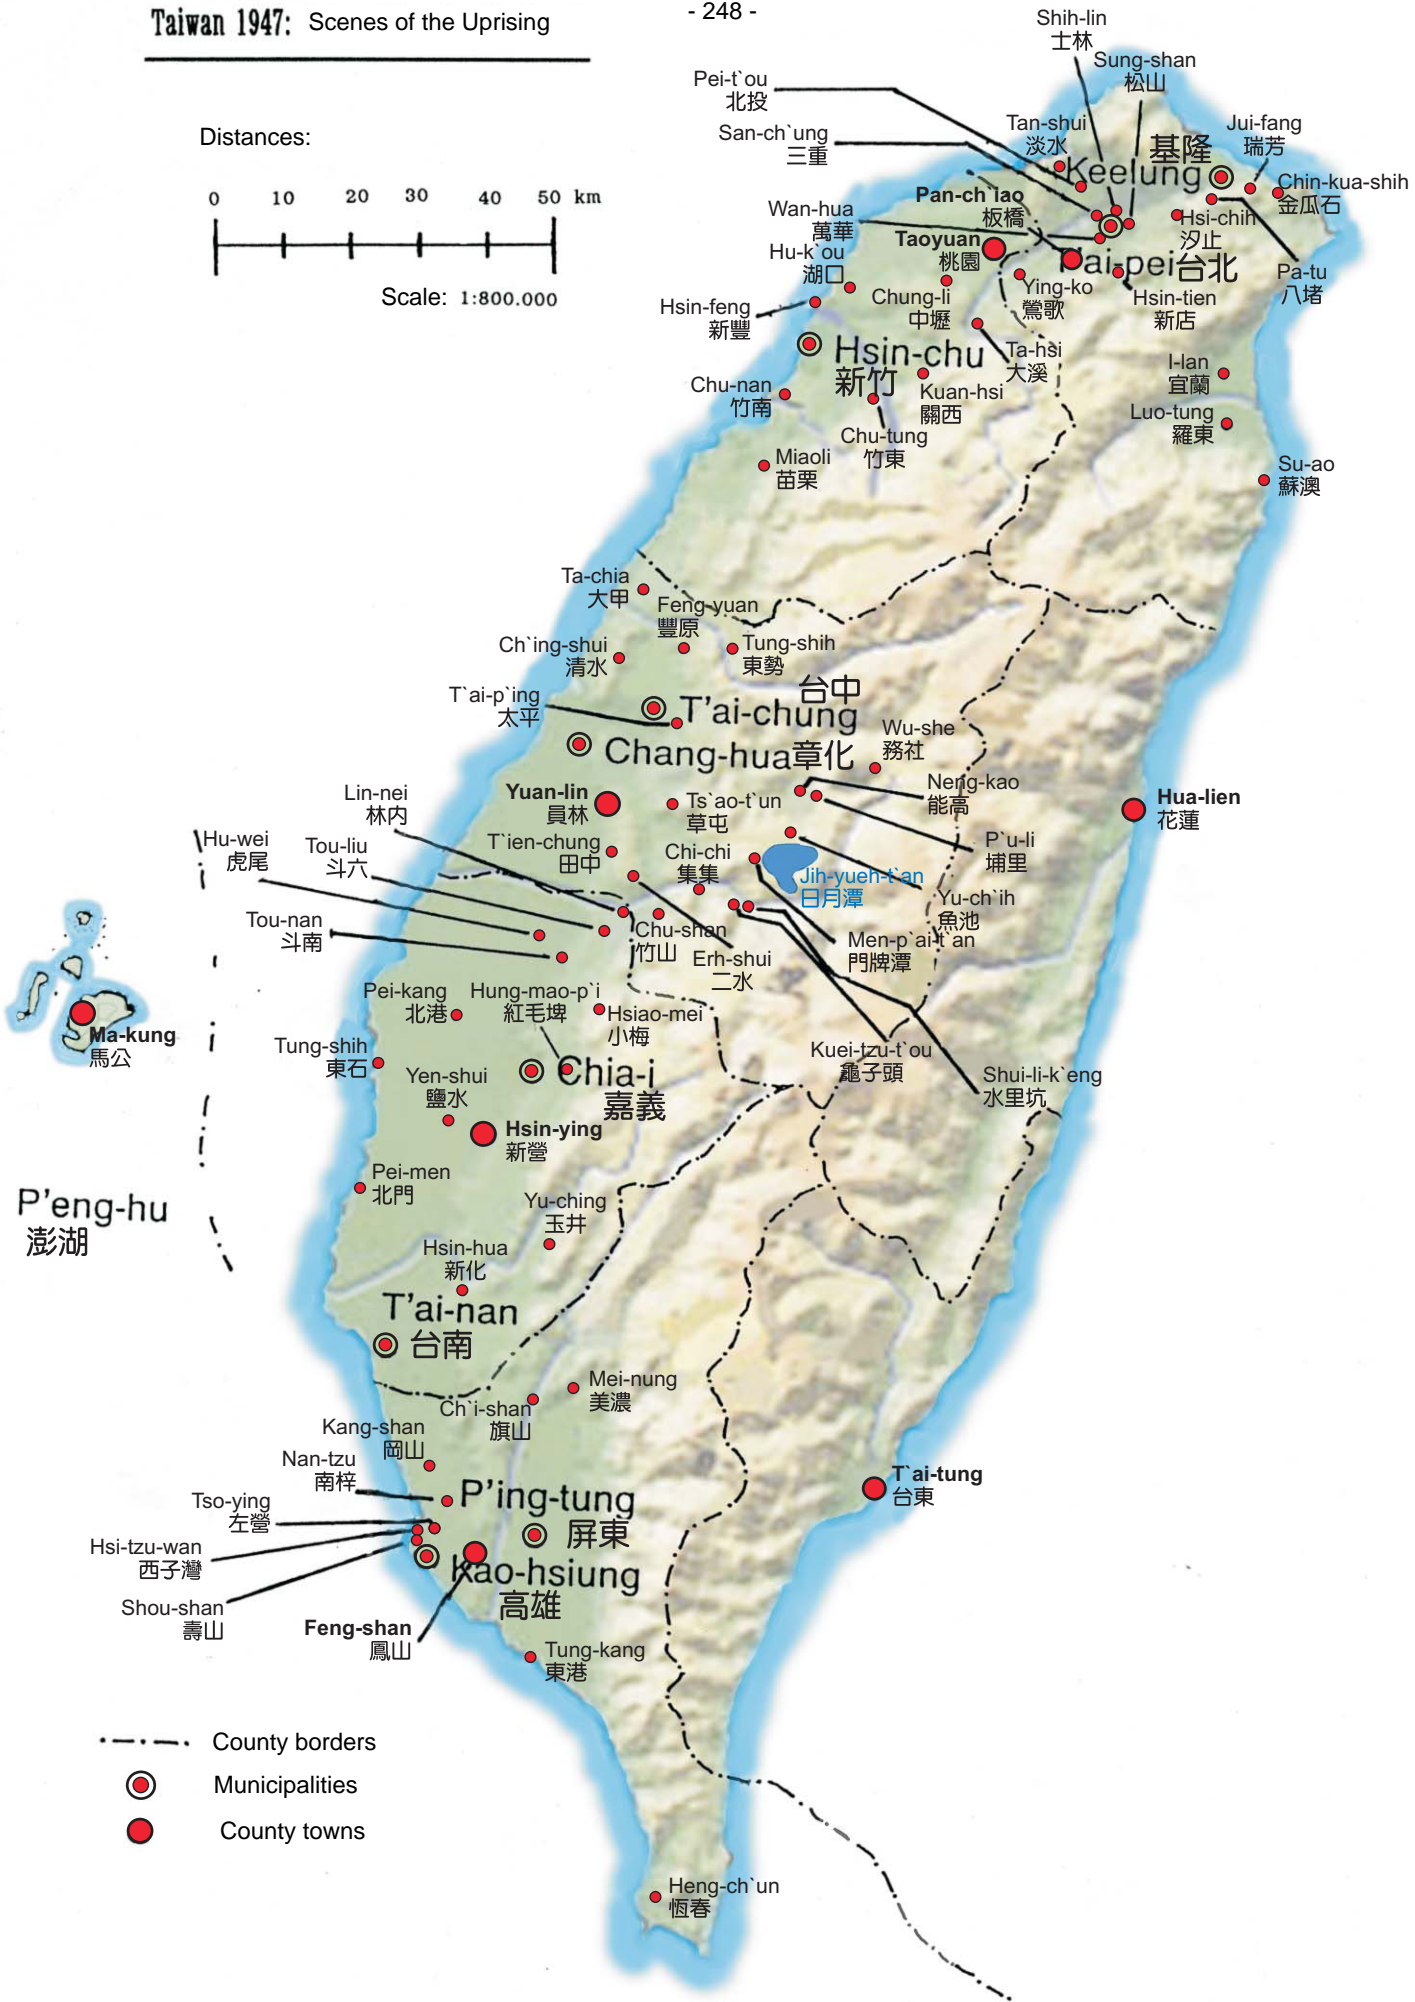 - 248 -
Taiwan 1947: Scenes of the Uprising
Distances:
0 10 20 30 40 50 km
Scale: 1:800.000
Shih-lin
士林
Sung-shan
松山
Pei-t`ou
北投
San-ch`ung
三重
Tan-shui
淡水
基隆
Keelung
Jui-fang
瑞芳
Chin-kua-shih
金瓜石
Pan-ch`iao
板橋
Wan-hua
萬華
Hsi-chih
汐止
Taoyuan
桃園
Hu-k`ou
湖口
T'ai-pei台北
Pa-tu
八堵
Chung-li
中壢
Ying-ko
鶯歌
Hsin-tien
新店
Hsin-feng
新豐
Hsin-chu
新竹
Ta-hsi
大溪
I-lan
宜蘭
Chu-nan
竹南
Kuan-hsi
關西
Luo-tung
羅東
Chu-tung
竹東
Miaoli
苗栗
Su-ao
蘇澳
Ta-chia
大甲
Feng-yuan
豐原
Ch`ing-shui
清水
Tung-shih
東勢
台中
T'ai-chung
T`ai-p`ing
太平
Chang-hua章化
Wu-she
務社
Neng-kao
能高
Lin-nei
林内
Yuan-lin
員林
Ts`ao-t`un
草屯
Hua-lien
花蓮
Hu-wei
虎尾
Tou-liu
斗六
T`ien-chung
田中
Chi-chi
集集
P`u-li
埔里
Jih-yueh-t`an
日月潭
Yu-ch`ih
魚池
Tou-nan
斗南
Chu-shan
竹山
Erh-shui
二水
Men-p`ai-t`an
門牌潭
Pei-kang
北港
Hung-mao-p`i
紅毛埤
Hsiao-mei
小梅
Ma-kung
馬公
Tung-shih
東石
Kuei-tzu-t`ou
龜子頭
Shui-li-k`eng
水里坑
Yen-shui
鹽水
Chia-i
嘉義
Hsin-ying
新營
Pei-men
北門
P'eng-hu
澎湖
Yu-ching
玉井
Hsin-hua
新化
T'ai-nan
台南
Mei-nung
美濃
Ch`i-shan
旗山
Kang-shan
岡山
Nan-tzu
南梓
T`ai-tung
台東
Tso-ying
左營
P'ing-tung
屏東
Hsi-tzu-wan
西子灣
Kao-hsiung
高雄
Shou-shan
壽山
Feng-shan
鳳山
Tung-kang
東港
County borders
Municipalities
County towns
Heng-ch`un
恆春